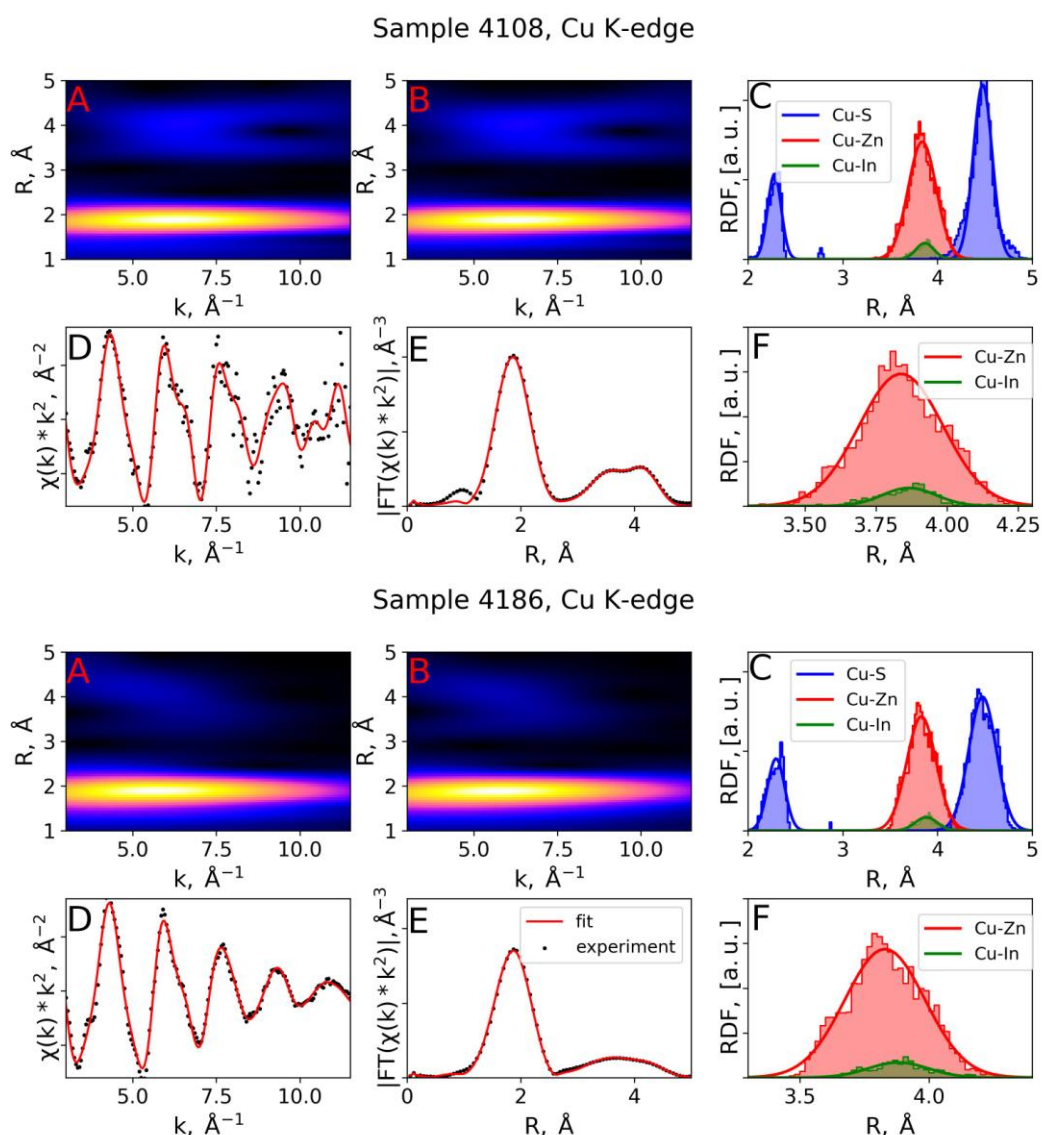 Sample 4108, Cu K-edge
A
R, Å
5
4
3
2
1
5.0 7.5 10.0
k, Å⁻¹
B
R, Å
5
4
3
2
1
5.0 7.5 10.0
k, Å⁻¹
C
RDF, [a. u.]
Cu-S
Cu-Zn
Cu-In
2 3 4 5
R, Å
D
χ(k)*k², Å⁻²
5.0 7.5 10.0
k, Å⁻¹
E
|FT(χ(k)*k²)|, Å⁻³
0 2 4
R, Å
F
RDF, [a. u.]
Cu-Zn
Cu-In
3.50 3.75 4.00 4.25
R, Å
Sample 4186, Cu K-edge
A
R, Å
5
4
3
2
1
5.0 7.5 10.0
k, Å⁻¹
B
R, Å
5
4
3
2
1
5.0 7.5 10.0
k, Å⁻¹
C
RDF, [a. u.]
Cu-S
Cu-Zn
Cu-In
2 3 4 5
R, Å
D
χ(k)*k², Å⁻²
5.0 7.5 10.0
k, Å⁻¹
E
|FT(χ(k)*k²)|, Å⁻³
fit
experiment
0 2 4
R, Å
F
RDF, [a. u.]
Cu-Zn
Cu-In
3.5 4.0
R, Å